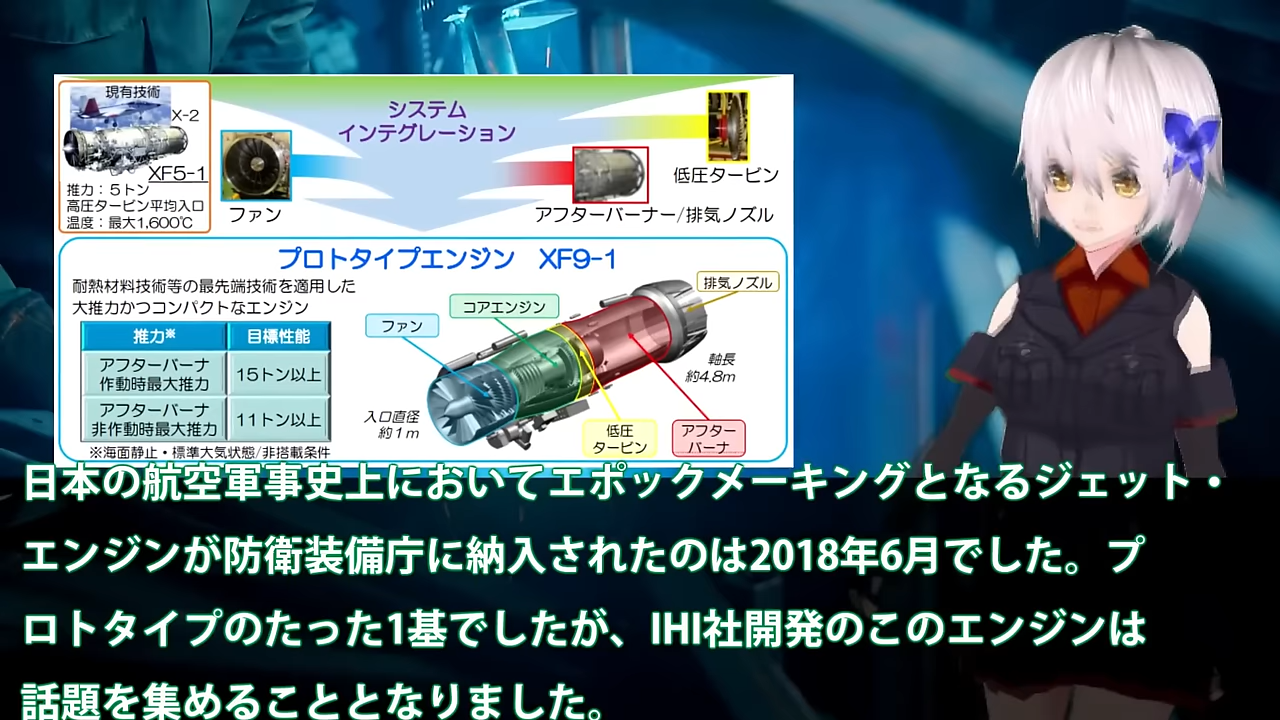 現有技術
X-2
XF5-1
推力：５トン
高圧タービン平均入口
温度：最大1,600℃
システム
インテグレーション
ファン
低圧タービン
アフターバーナー/排気ノズル
プロトタイプエンジン　XF9-1
耐熱材料技術等の最先端技術を適用した
大推力かつコンパクトなエンジン
推力※
目標性能
アフターバーナ
作動時最大推力
15トン以上
アフターバーナ
非作動時最大推力
11トン以上
※海面静止・標準大気状態/非搭載条件
ファン
コアエンジン
排気ノズル
軸長
約4.8m
入口直径
約１ｍ
低圧
タービン
アフター
バーナ
日本の航空軍事史上においてエポックメーキングとなるジェット・
エンジンが防衛装備庁に納入されたのは2018年6月でした。プ
ロトタイプのたった1基でしたが、IHI社開発のこのエンジンは
話題を集めることとなりました。